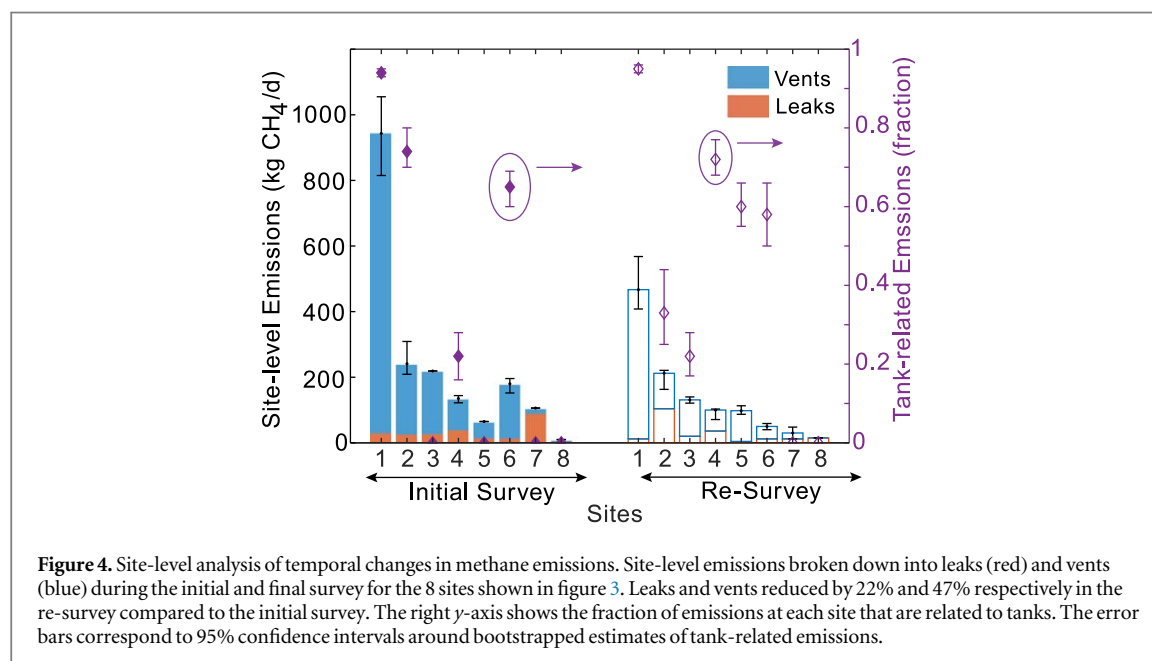 Site-level Emissions (kg CH4/d)
1000
800
600
400
200
0
Vents
Leaks
1
0.8
0.6
0.4
0.2
0
Tank-related Emssions (fraction)
1 2 3 4 5 6 7 8
1 2 3 4 5 6 7 8
Initial Survey
Re-Survey
Sites
Figure 4. Site-level analysis of temporal changes in methane emissions. Site-level emissions broken down into leaks (red) and vents
(blue) during the initial and final survey for the 8 sites shown in figure 3. Leaks and vents reduced by 22% and 47% respectively in the
re-survey compared to the initial survey. The right y-axis shows the fraction of emissions at each site that are related to tanks. The error
bars correspond to 95% confidence intervals around bootstrapped estimates of tank-related emissions.